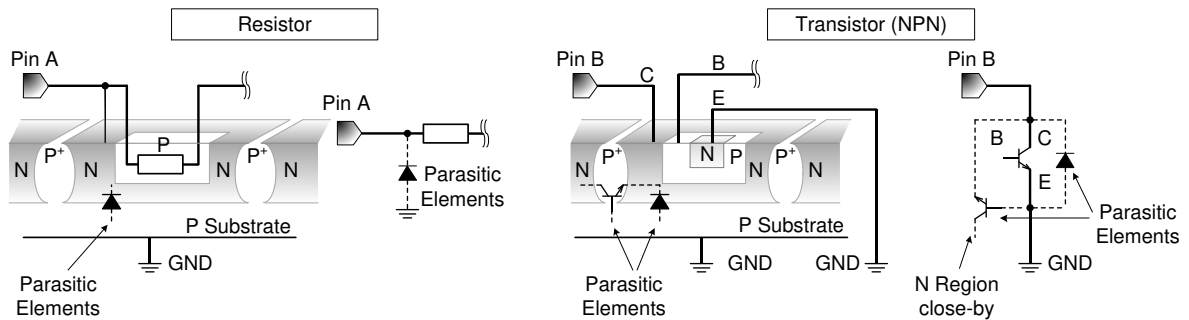 Resistor
Transistor (NPN)
Pin A
Pin A
N
P+
N
P
N
P+
N
Parasitic
Elements
P Substrate
GND
Parasitic
Elements
Pin B
C
B
E
N
P+
N
N
P
N
P+
N
P Substrate
GND
GND
Parasitic
Elements
Pin B
B
C
E
Parasitic
Elements
GND
N Region
close-by